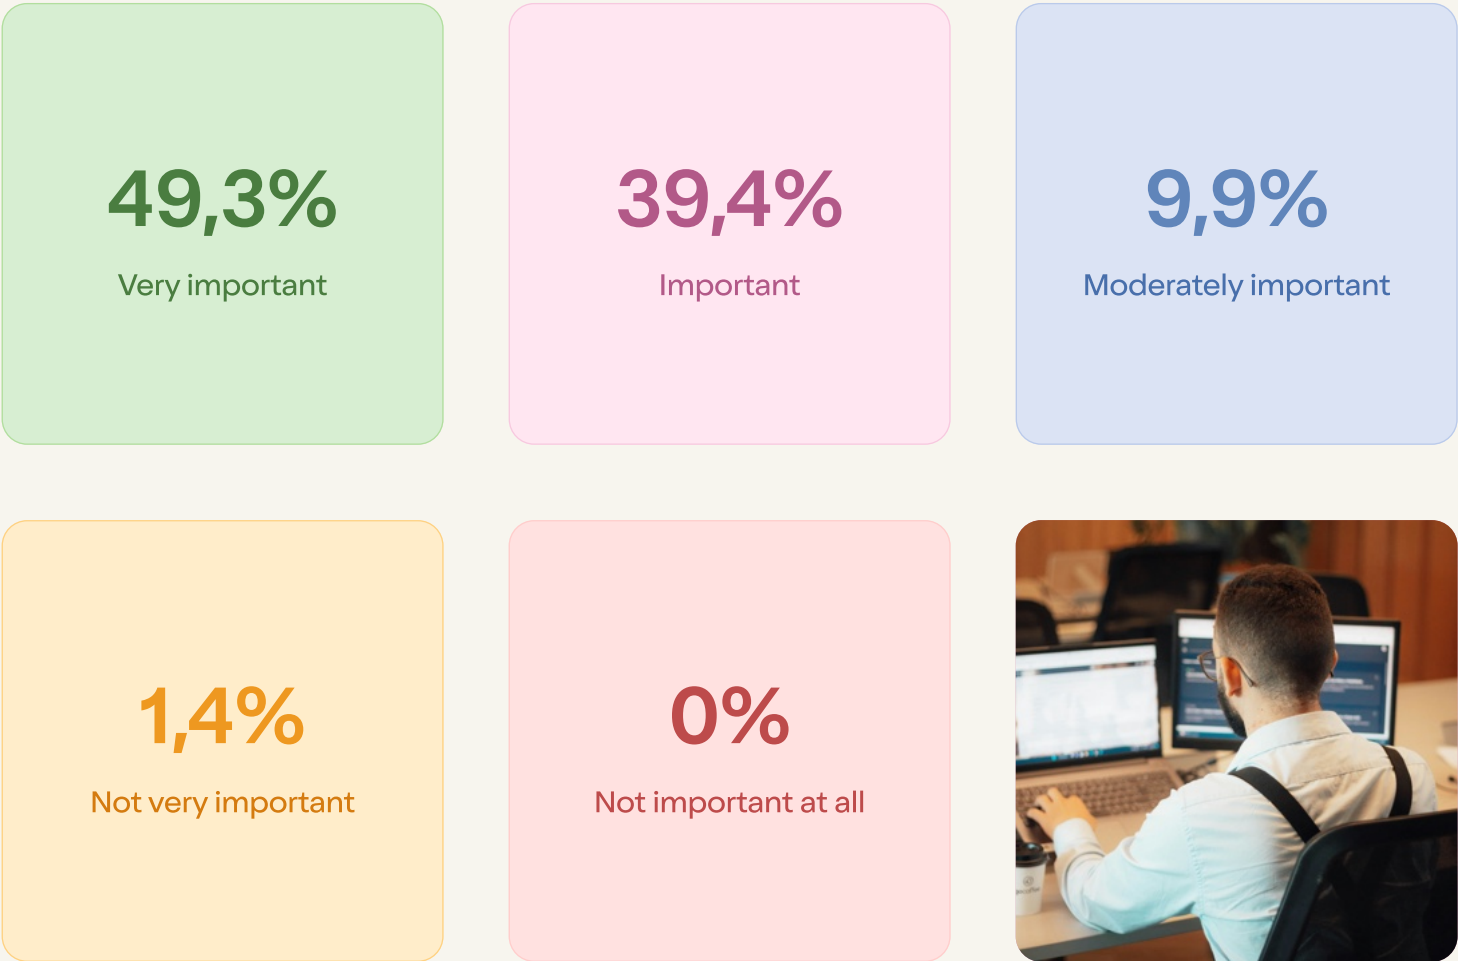 49,3%
Very important
39,4%
Important
9,9%
Moderately important
1,4%
Not very important
0%
Not important at all